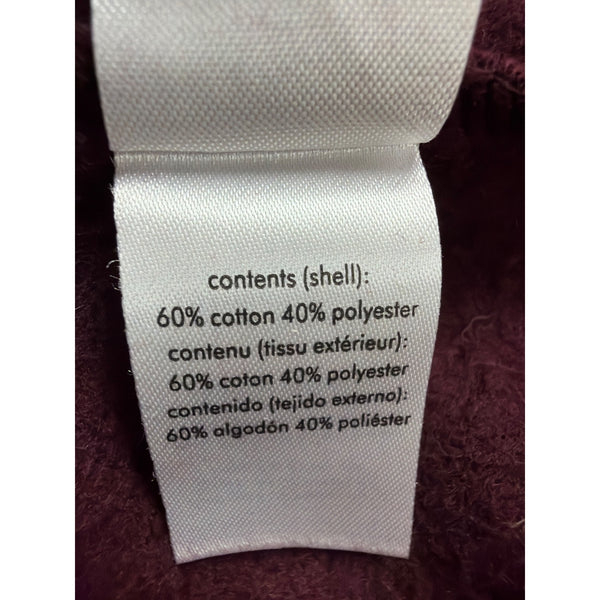 contents (shell):
60% cotton 40% polyester
contenu (tissu extérieur):
60% coton 40% polyester
contenido (tejido externo):
60% algodón 40% poliéster